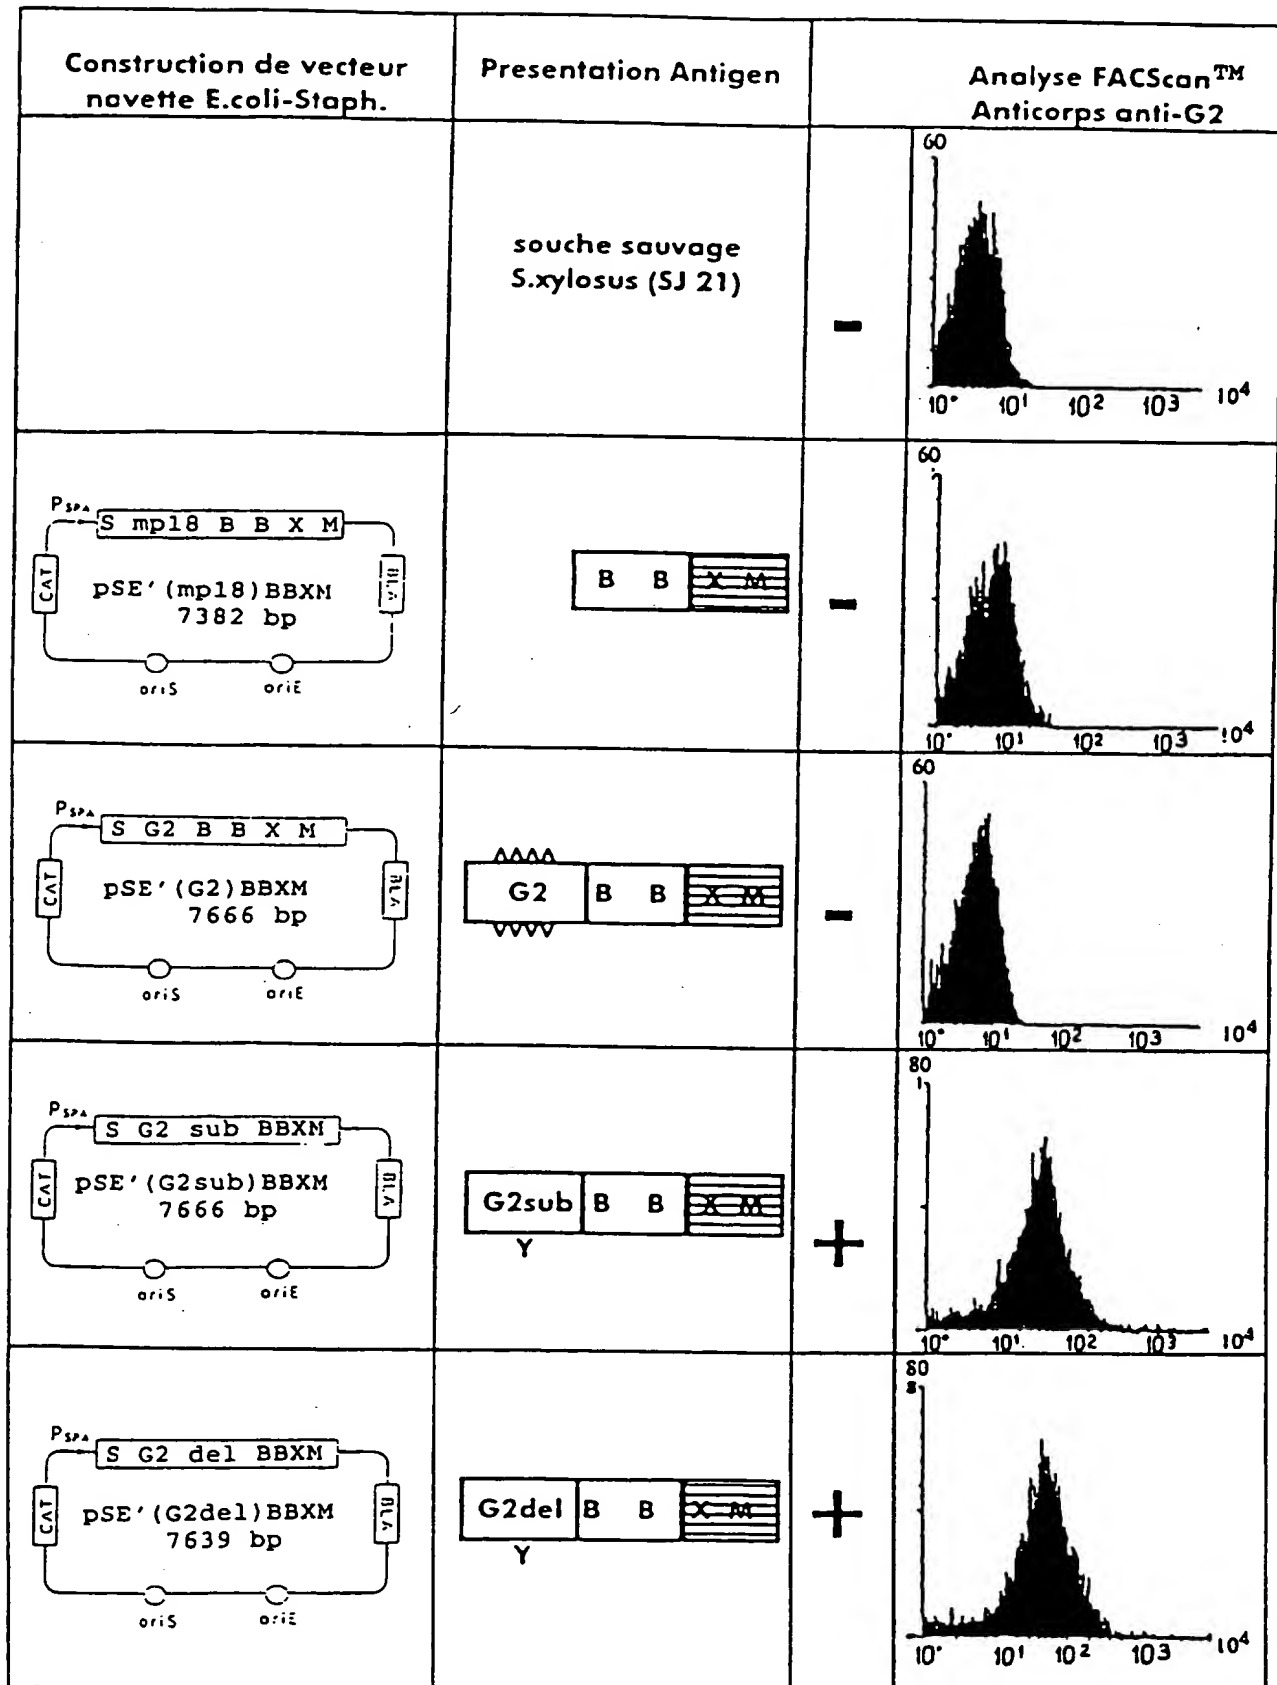 Construction de vecteur
navette E.coli-Staph.
Presentation Antigen
Analyse FACScan™
Anticorps anti-G2
souche sauvage
S.xylosus (SJ 21)
-
60
10° 10¹ 10² 10³ 10⁴
PSPA
S mp18 B B X M
CAT
BLA
pSE'(mp18)BBXM
7382 bp
oriS oriE
B B X M
-
60
10° 10¹ 10² 10³ 10⁴
PSPA
S G2 B B X M
CAT
BLA
pSE'(G2)BBXM
7666 bp
oriS oriE
G2 B B X M
-
60
10° 10¹ 10² 10³ 10⁴
PSPA
S G2 sub BBXM
CAT
BLA
pSE'(G2sub)BBXM
7666 bp
oriS oriE
G2sub B B X M
Y
+
80
10° 10¹ 10² 10³ 10⁴
PSPA
S G2 del BBXM
CAT
BLA
pSE'(G2del)BBXM
7639 bp
oriS oriE
G2del B B X M
Y
+
80
10° 10¹ 10² 10³ 10⁴